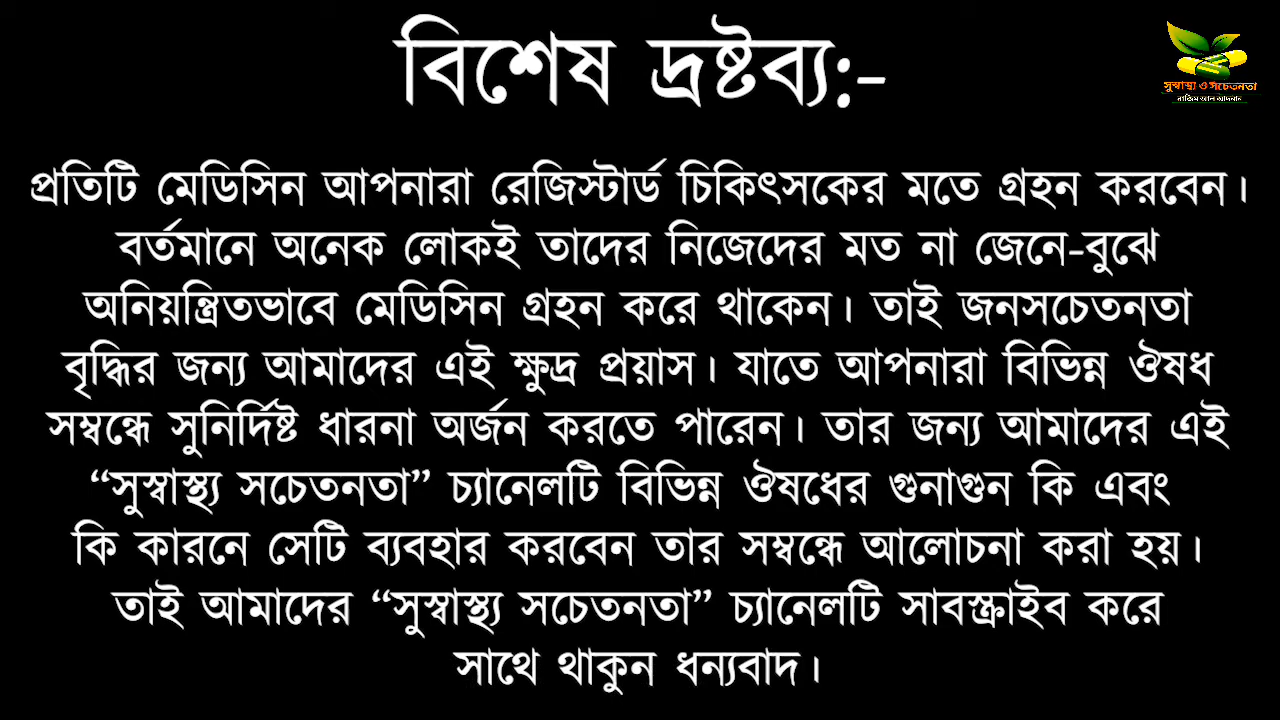 বিশেষ দ্রষ্টব্য:-
সুস্বাস্থ্য ও সচেতনতা
প্রতিটি মেডিসিন আপনারা রেজিস্টার্ড চিকিৎসকের মতে গ্রহন করবেন।
বর্তমানে অনেক লোকই তাদের নিজেদের মত না জেনে-বুঝে
অনিয়ন্ত্রিতভাবে মেডিসিন গ্রহন করে থাকেন। তাই জনসচেতনতা
বৃদ্ধির জন্য আমাদের এই ক্ষুদ্র প্রয়াস। যাতে আপনারা বিভিন্ন ঔষধ
সম্বন্ধে সুনির্দিষ্ট ধারনা অর্জন করতে পারেন। তার জন্য আমাদের এই
“সুস্বাস্থ্য সচেতনতা” চ্যানেলটি বিভিন্ন ঔষধের গুনাগুন কি এবং
কি কারনে সেটি ব্যবহার করবেন তার সম্বন্ধে আলোচনা করা হয়।
তাই আমাদের “সুস্বাস্থ্য সচেতনতা” চ্যানেলটি সাবস্ক্রাইব করে
সাথে থাকুন ধন্যবাদ।